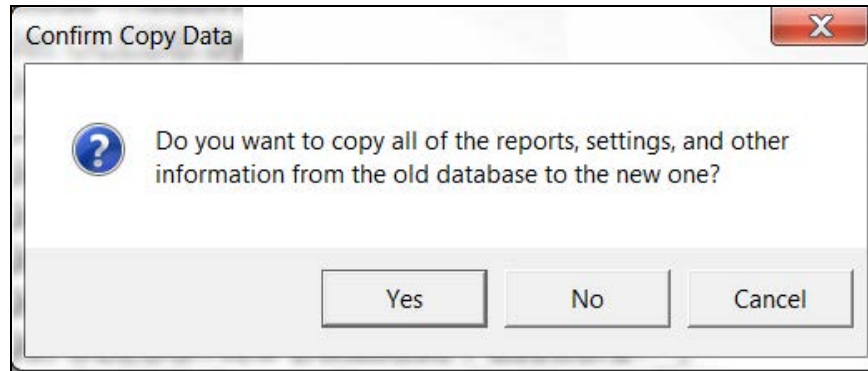 Confirm Copy Data
Do you want to copy all of the reports, settings, and other
information from the old database to the new one?
Yes No Cancel